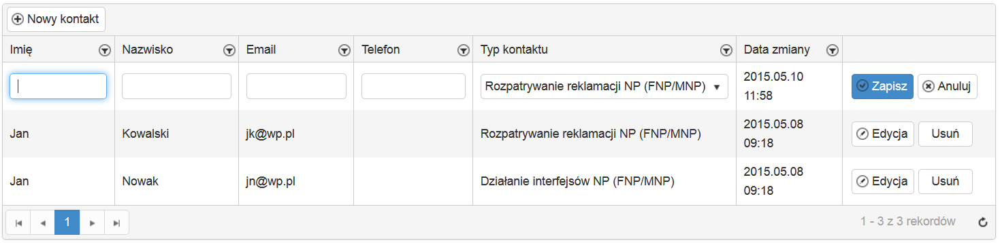 Nowy kontakt
Imię Nazwisko Email Telefon Typ kontaktu Data zmiany
Rozpatrywanie reklamacji NP (FNP/MNP) 2015.05.10 11:58 Zapisz Anuluj
Jan Kowalski jk@wp.pl Rozpatrywanie reklamacji NP (FNP/MNP) 2015.05.08 09:18 Edycja Usuń
Jan Nowak jn@wp.pl Działanie interfejsów NP (FNP/MNP) 2015.05.08 09:18 Edycja Usuń
1 1 - 3 z 3 rekordów